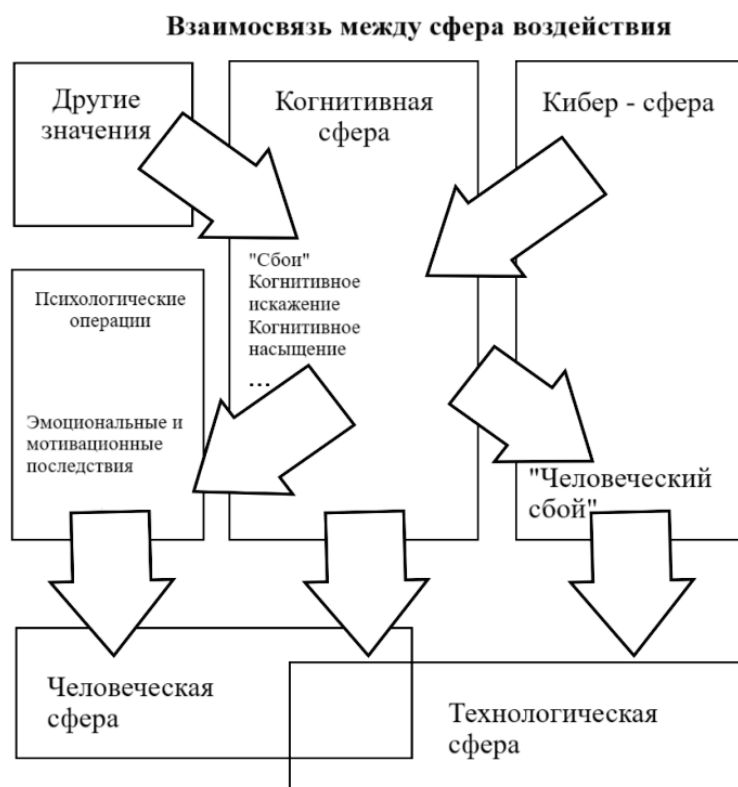 Взаимосвязь между сфера воздействия
Другие
значения
Когнитивная
сфера
Кибер - сфера
"Сбои"
Когнитивное
искажение
Когнитивное
насыщение
...
Психологические
операции
Эмоциональные и
мотивационные
последствия
"Человеческий
сбой"
Человеческая
сфера
Технологическая
сфера